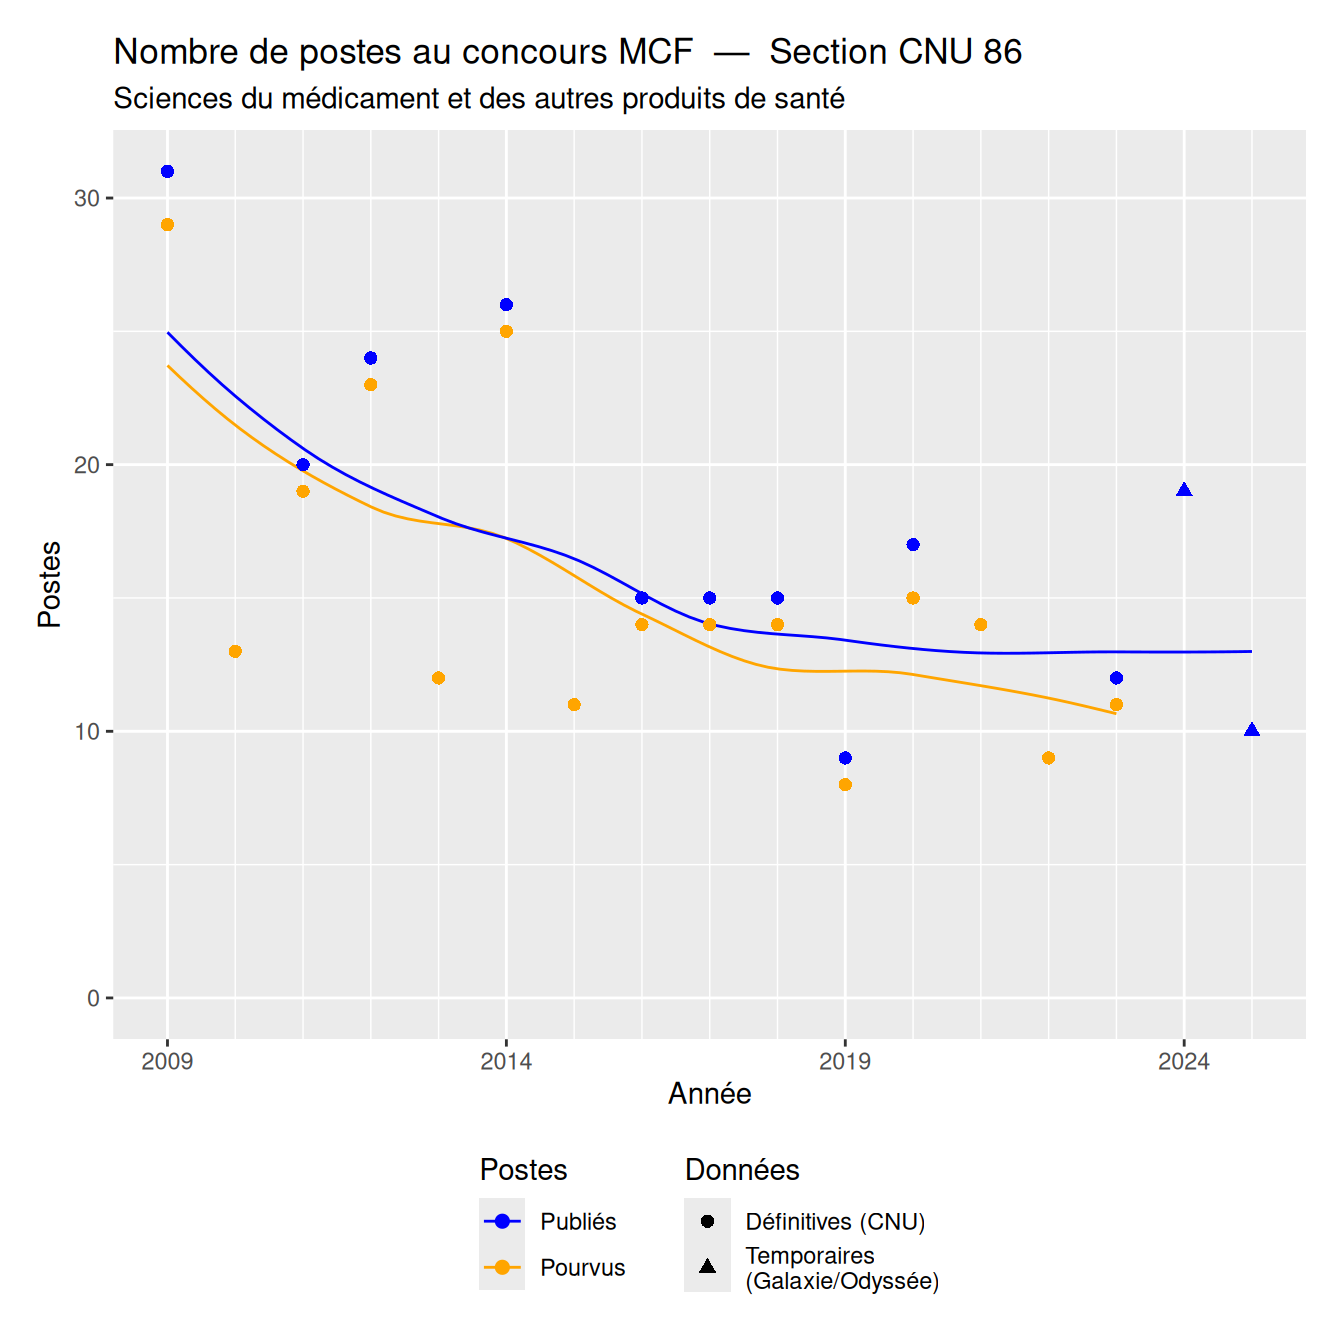 Nombre de postes au concours MCF — Section CNU 86
Sciences du médicament et des autres produits de santé
Postes
30
20
10
0
2009 2014 2019 2024
Année
Postes
Publiés
Pourvus
Données
Définitives (CNU)
Temporaires
(Galaxie/Odyssée)